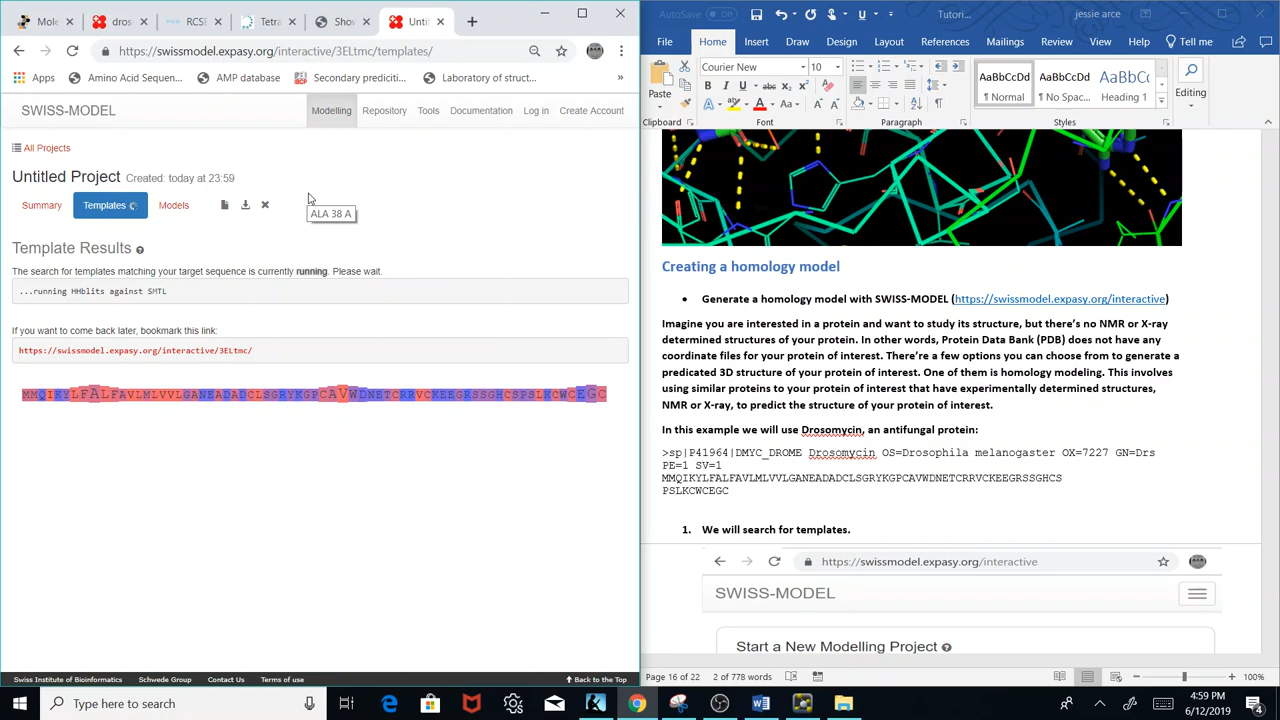 Mole
dros
RCSE
Tetra
Show
Unti
https://swissmodel.expasy.org/interactive/3ELtmc/templates/
Apps
Amino Acid Sequen...
AMP database
Secondary prediciti...
Laboratory of struct...
»
SWISS-MODEL
Modelling
Repository
Tools
Documentation
Log in
Create Account
All Projects
Untitled Project Created: today at 23:59
Summary
Templates
Models
ALA 38 A
Template Results
The search for templates matching your target sequence is currently running. Please wait.
...running HHblits against SMTL
If you want to come back later, bookmark this link:
https://swissmodel.expasy.org/interactive/3ELtmc/
MMQIKYLFALFAVLMLVVLGANEADADCLSGRYKGPCAVWDNETCRRVCKEEGRSSGHCSPSLKCWCEGC
Swiss Institute of Bioinformatics
Schwede Group
Contact Us
Terms of use
Back to the Top
AutoSave Off
Tutori...
jessie arce
File
Home
Insert
Draw
Design
Layout
References
Mailings
Review
View
Help
Tell me
Paste
Courier New
10
B I U abc x₂ x²
Aa
AaBbCcDd
¶ Normal
AaBbCcDd
¶ No Spac...
AaBbCc
Heading 1
Editing
Clipboard
Font
Paragraph
Styles
Creating a homology model
• Generate a homology model with SWISS-MODEL (https://swissmodel.expasy.org/interactive)
Imagine you are interested in a protein and want to study its structure, but there's no NMR or X-ray
determined structures of your protein. In other words, Protein Data Bank (PDB) does not have any
coordinate files for your protein of interest. There're a few options you can choose from to generate a
predicated 3D structure of your protein of interest. One of them is homology modeling. This involves
using similar proteins to your protein of interest that have experimentally determined structures,
NMR or X-ray, to predict the structure of your protein of interest.
In this example we will use Drosomycin, an antifungal protein:
>sp|P41964|DMYC_DROME Drosomycin OS=Drosophila melanogaster OX=7227 GN=Drs
PE=1 SV=1
MMQIKYLFALFAVLMLVVLGANEADADCLSGRYKGPCAVWDNETCRRVCKEEGRSSGHCS
PSLKCWCEGC
1. We will search for templates.
https://swissmodel.expasy.org/interactive
SWISS-MODEL
Start a New Modelling Project
Page 16 of 22
2 of 778 words
100%
Type here to search
4:59 PM
6/12/2019
4